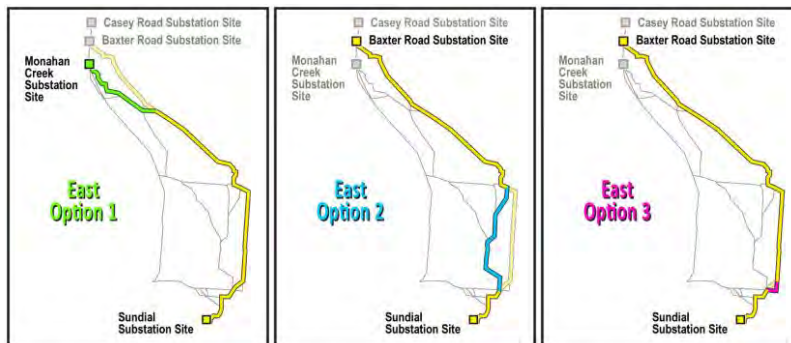 Casey Road Substation Site
Baxter Road Substation Site
Monahan
Creek
Substation
Site
East
Option 1
Sundial
Substation Site
Casey Road Substation Site
Baxter Road Substation Site
Monahan
Creek
Substation
Site
East
Option 2
Sundial
Substation Site
Casey Road Substation Site
Baxter Road Substation Site
Monahan
Creek
Substation
Site
East
Option 3
Sundial
Substation Site